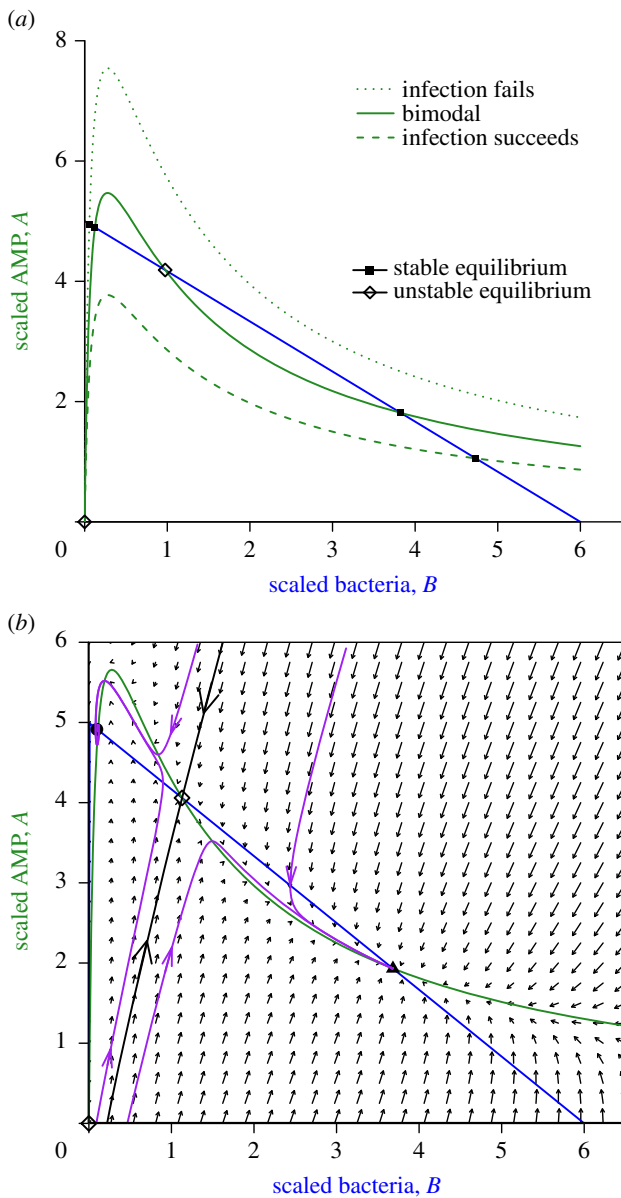 (a)
8
6
4
2
0
scaled AMP, A
infection fails
bimodal
infection succeeds
stable equilibrium
unstable equilibrium
1 2 3 4 5 6
scaled bacteria, B
(b)
6
5
4
3
2
1
0
scaled AMP, A
1 2 3 4 5 6
scaled bacteria, B